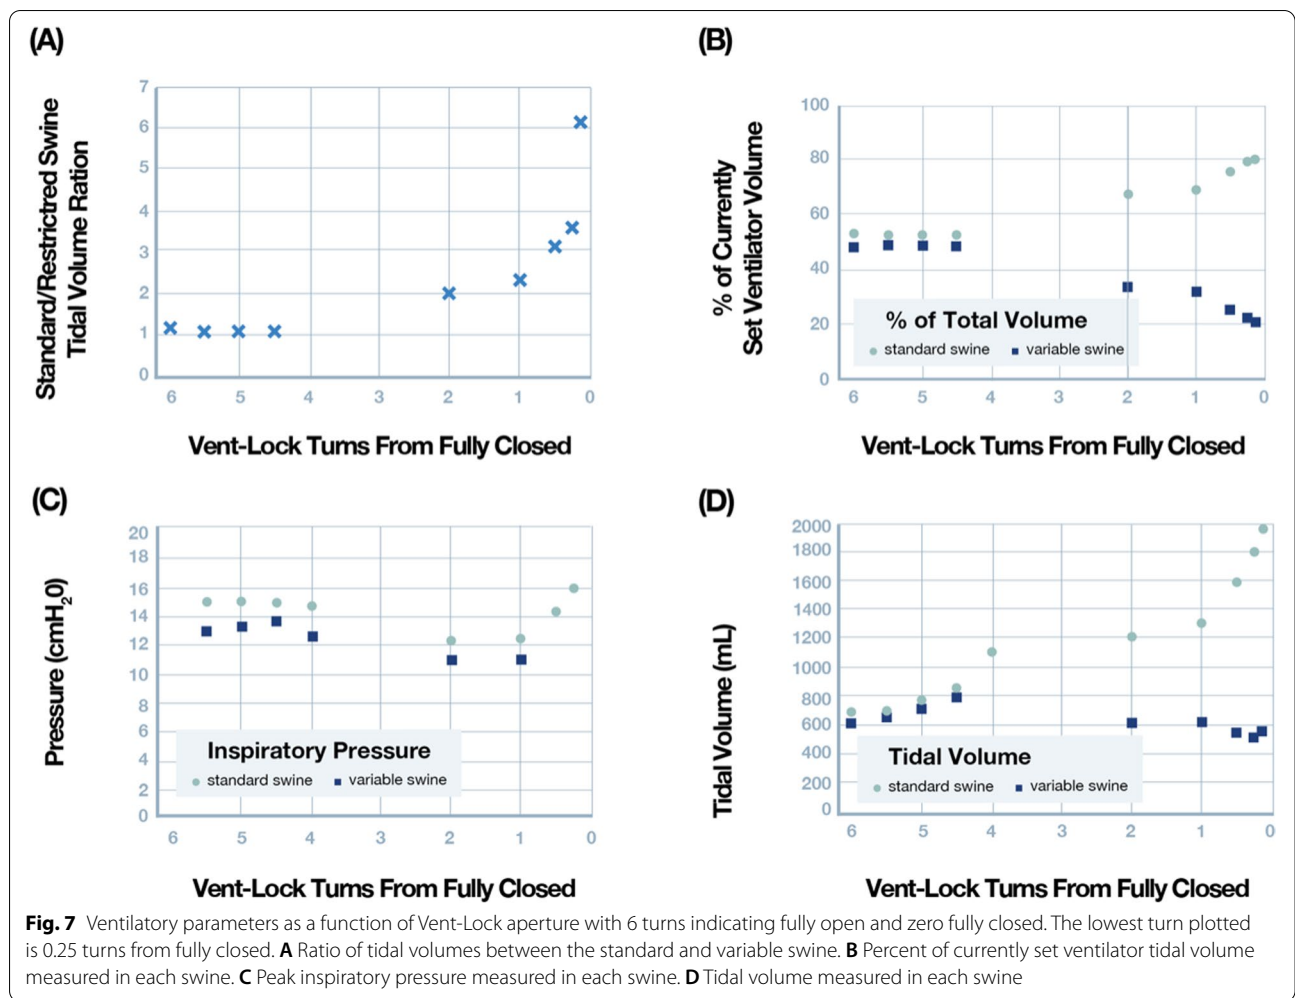 (A)
Standard/Restrictred Swine
Tidal Volume Ration
7
6
5
4
3
2
1
0
6 5 4 3 2 1 0
Vent-Lock Turns From Fully Closed
(B)
% of Currently
Set Ventilator Volume
100
80
60
40
20
0
% of Total Volume
standard swine variable swine
6 5 4 3 2 1 0
Vent-Lock Turns From Fully Closed
(C)
Pressure (cmH20)
20
18
16
14
12
10
8
6
4
2
0
Inspiratory Pressure
standard swine variable swine
6 5 4 3 2 1 0
Vent-Lock Turns From Fully Closed
(D)
Tidal Volume (mL)
2000
1800
1600
1400
1200
1000
800
600
400
200
0
Tidal Volume
standard swine variable swine
6 5 4 3 2 1 0
Vent-Lock Turns From Fully Closed
Fig. 7 Ventilatory parameters as a function of Vent-Lock aperture with 6 turns indicating fully open and zero fully closed. The lowest turn plotted
is 0.25 turns from fully closed. A Ratio of tidal volumes between the standard and variable swine. B Percent of currently set ventilator tidal volume
measured in each swine. C Peak inspiratory pressure measured in each swine. D Tidal volume measured in each swine